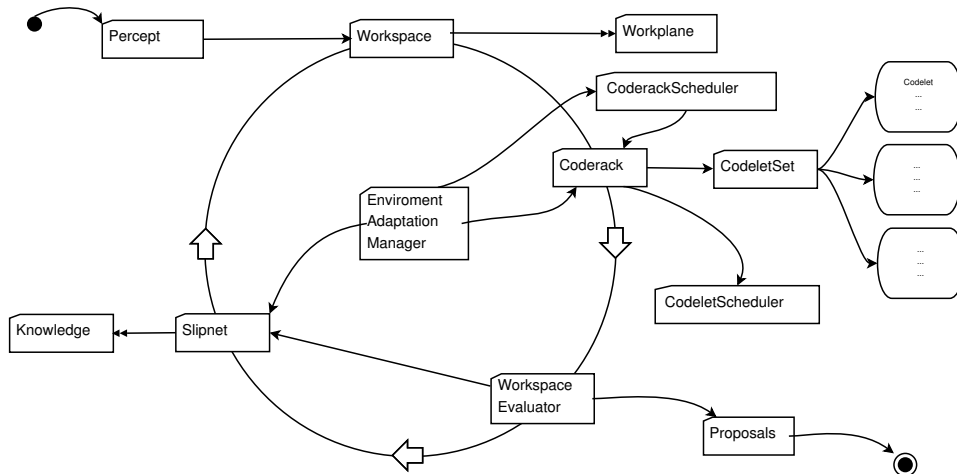 Percept
Workspace
Workplane
CoderackScheduler
Codelet
...
...
Coderack
CodeletSet
...
...
...
Enviroment
Adaptation
Manager
...
...
...
CodeletScheduler
Knowledge
Slipnet
Workspace
Evaluator
Proposals